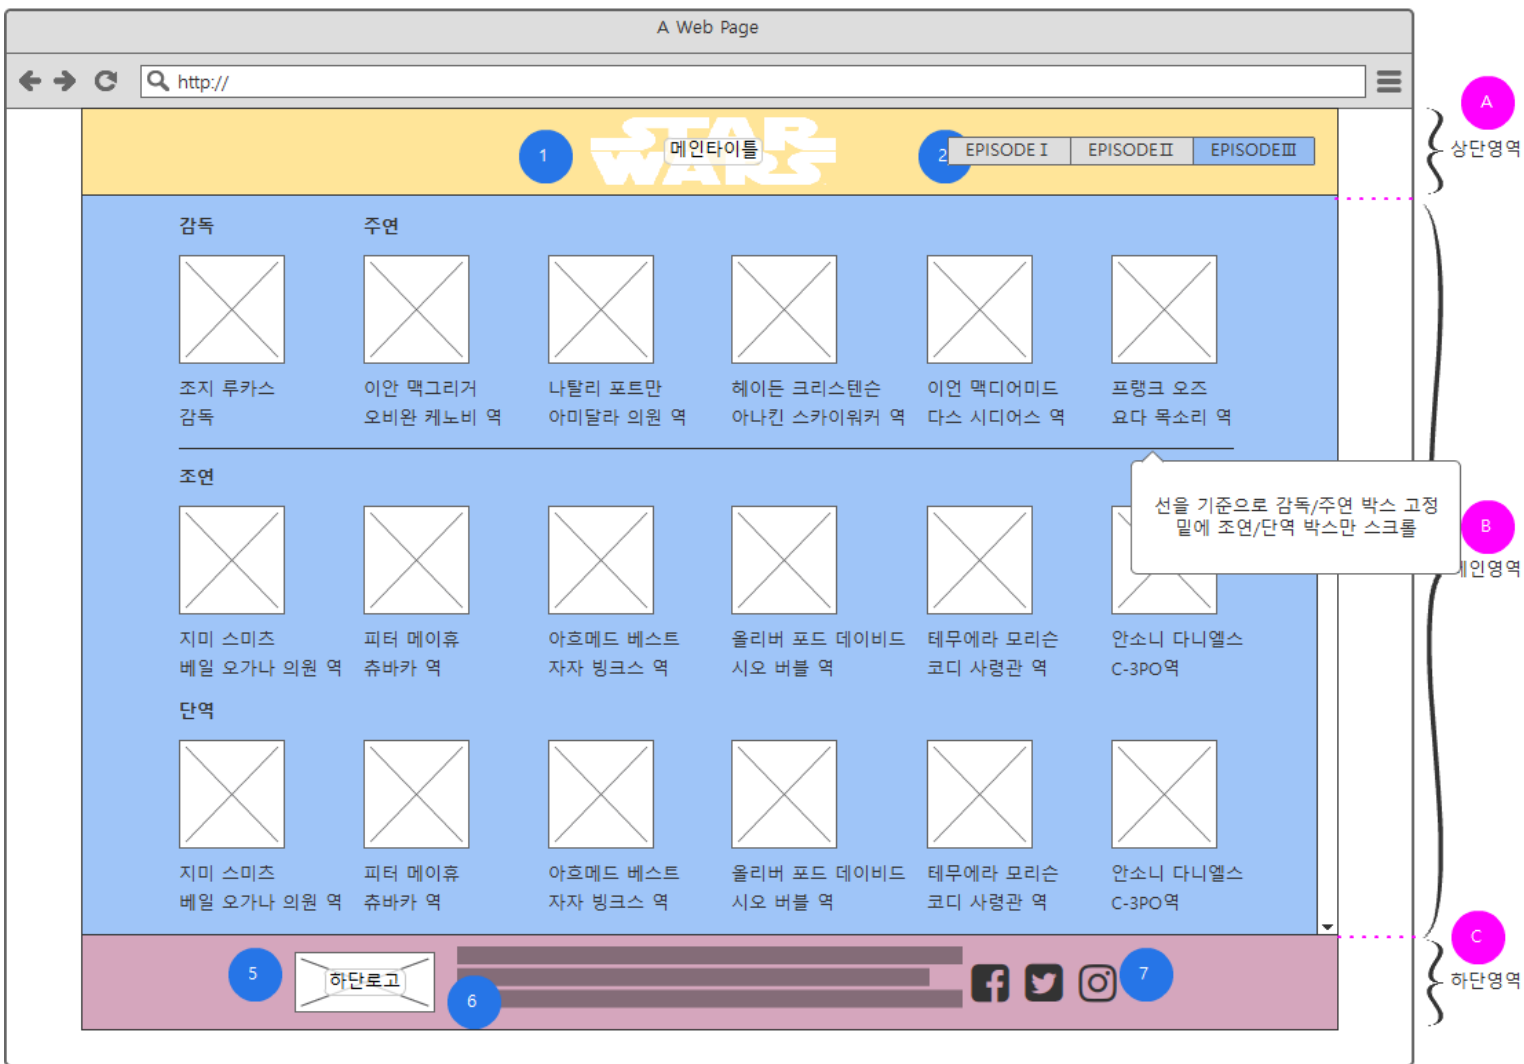 A Web Page
http://
STAR WARS
메인타이틀
1
2
EPISODE Ⅰ
EPISODEⅡ
EPISODEⅢ
A
상단영역
감독
주연
조지 루카스
감독
이안 맥그리거
오비완 케노비 역
나탈리 포트만
아미달라 의원 역
헤이든 크리스텐슨
아나킨 스카이워커 역
이언 맥디어미드
다스 시디어스 역
프랭크 오즈
요다 목소리 역
조연
선을 기준으로 감독/주연 박스 고정
밑에 조연/단역 박스만 스크롤
B
인영역
지미 스미츠
베일 오가나 의원 역
피터 메이휴
츄바카 역
아흐메드 베스트
자자 빙크스 역
올리버 포드 데이비드
시오 버블 역
테무에라 모리슨
코디 사령관 역
안소니 다니엘스
C-3PO역
단역
지미 스미츠
베일 오가나 의원 역
피터 메이휴
츄바카 역
아흐메드 베스트
자자 빙크스 역
올리버 포드 데이비드
시오 버블 역
테무에라 모리슨
코디 사령관 역
안소니 다니엘스
C-3PO역
5
하단로고
6
7
C
하단영역